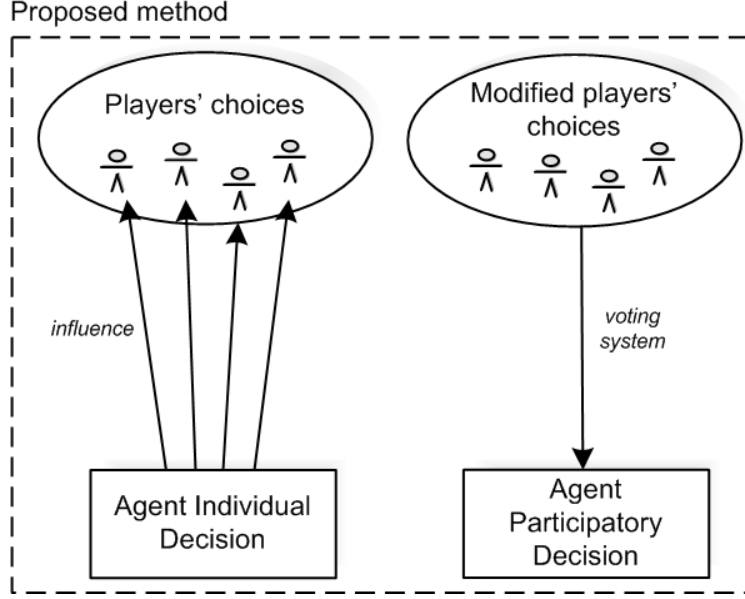 Proposed method
Players' choices
influence
Agent Individual
Decision
Modified players'
choices
voting
system
Agent
Participatory
Decision